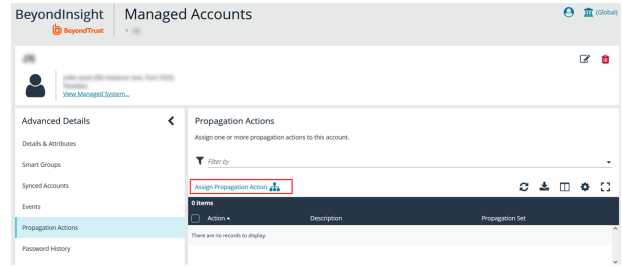 BeyondInsight
BeyondTrust
Managed Accounts
(Global)
View Managed System...
Advanced Details
Details & Attributes
Smart Groups
Synced Accounts
Events
Propagation Actions
Password History
Propagation Actions
Assign one or more propagation actions to this account.
Filter by
Assign Propagation Action
0 items
Action Description Propagation Set
There are no records to display.